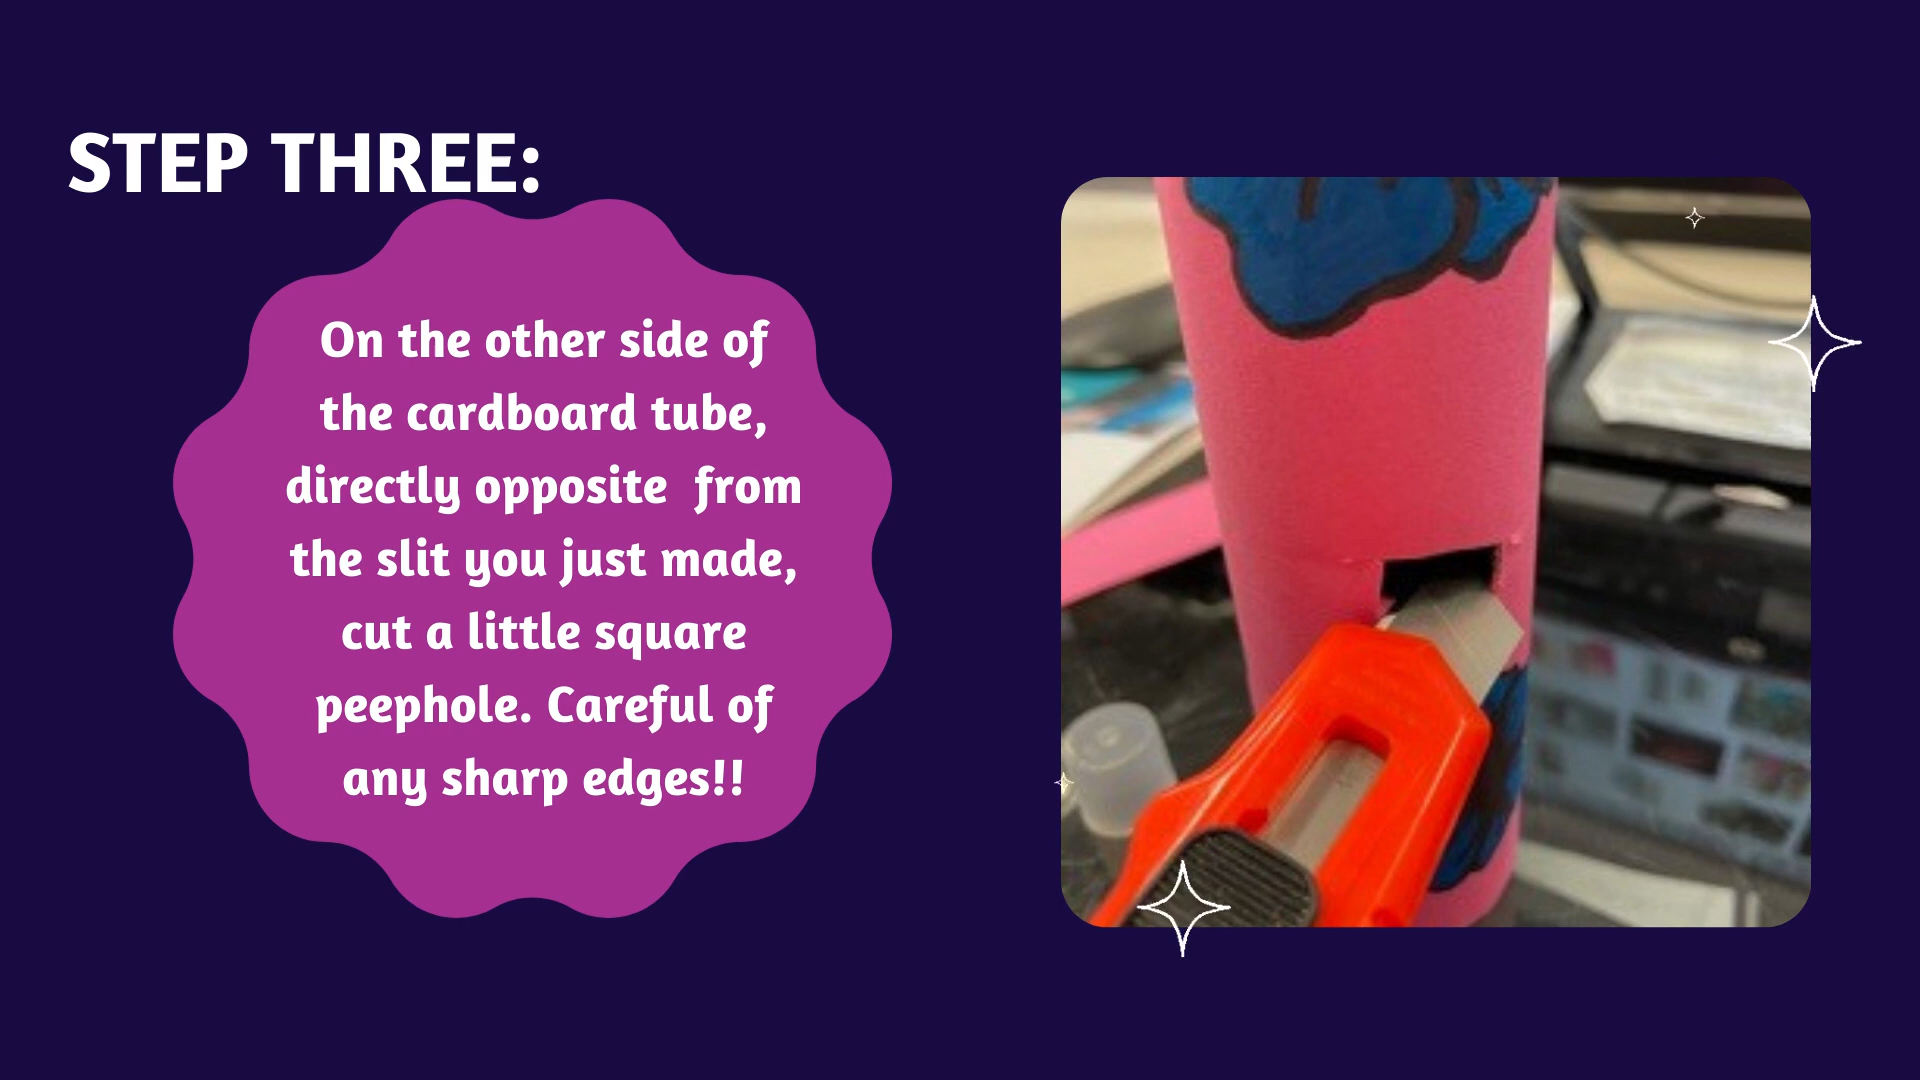 STEP THREE:
On the other side of
the cardboard tube,
directly opposite  from
the slit you just made,
cut a little square
peephole. Careful of
any sharp edges!!